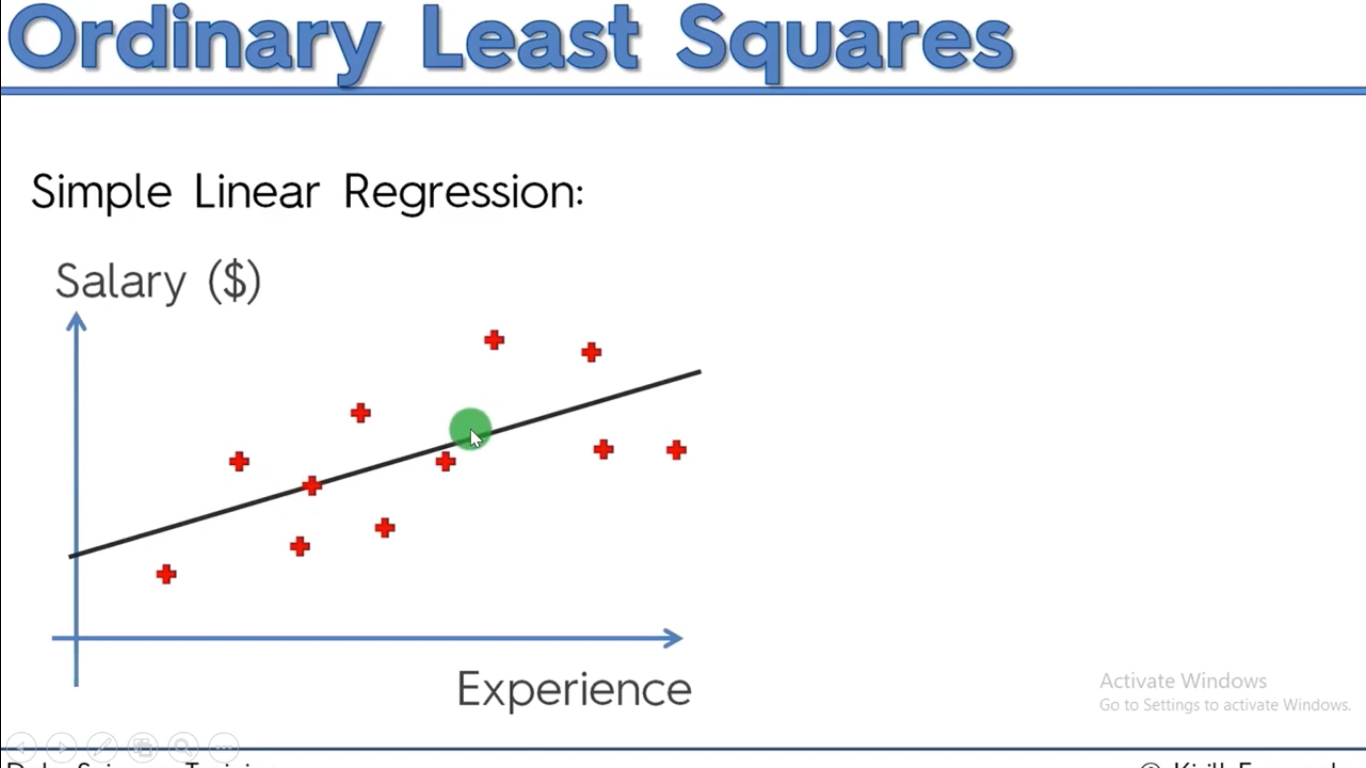 Ordinary Least Squares
Simple Linear Regression:
Salary ($)
Experience
Activate Windows
Go to Settings to activate Windows.